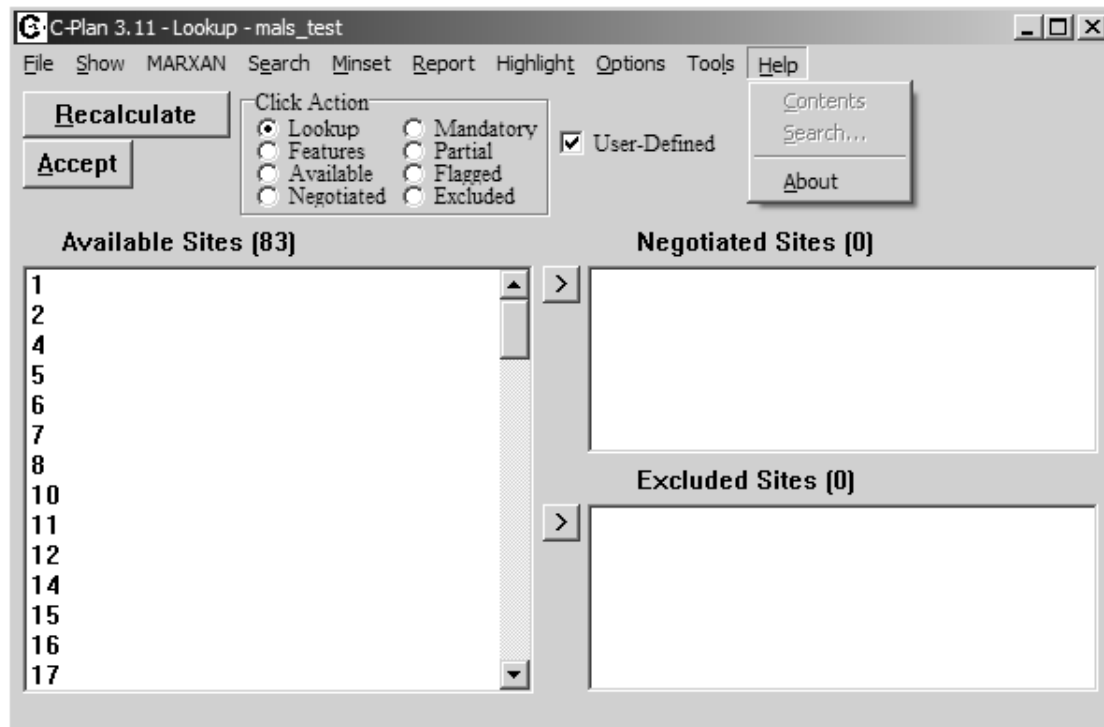 C-Plan 3.11 - Lookup - mals_test
File Show MARXAN Search Minset Report Highlight Options Tools Help
Contents
Search...
About
Recalculate
Accept
Click Action
Lookup Mandatory
Features Partial
Available Flagged
Negotiated Excluded
User-Defined
Available Sites (83)
1
2
4
5
6
7
8
10
11
12
14
15
16
17
>
Negotiated Sites (0)
>
Excluded Sites (0)